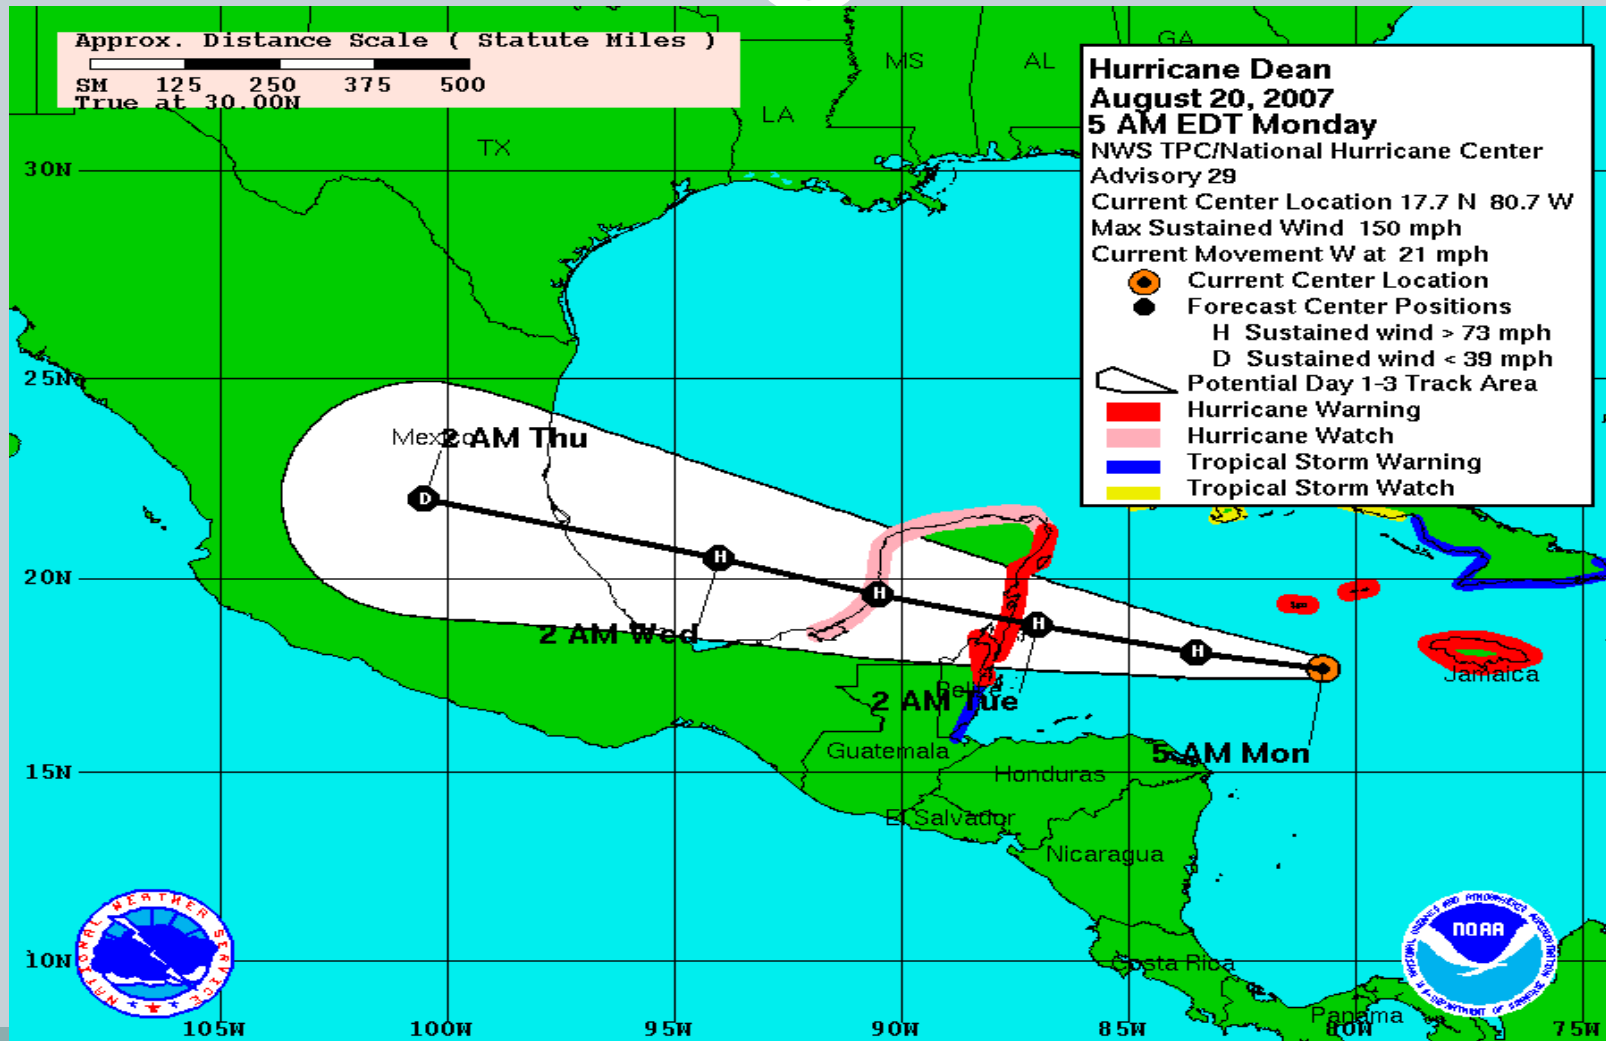 Approx. Distance Scale ( Statute Miles )
SM 125 250 375 500
True at 30.00N
Hurricane Dean
August 20, 2007
5 AM EDT Monday
NWS TPC/National Hurricane Center
Advisory 29
Current Center Location 17.7 N 80.7 W
Max Sustained Wind 150 mph
Current Movement W at 21 mph
Current Center Location
Forecast Center Positions
H Sustained wind > 73 mph
D Sustained wind < 39 mph
Potential Day 1-3 Track Area
Hurricane Warning
Hurricane Watch
Tropical Storm Warning
Tropical Storm Watch
MS
AL
GA
LA
TX
30N
25N
Mexico
2 AM Thu
D
H
20N
H
H
2 AM Wed
H
Jamaica
Belize
2 AM Tue
5 AM Mon
Guatemala
15N
Honduras
El Salvador
Nicaragua
NATIONAL WEATHER SERVICE
NOAA
10N
Costa Rica
Panama
105W 100W 95W 90W 85W 80W 75W